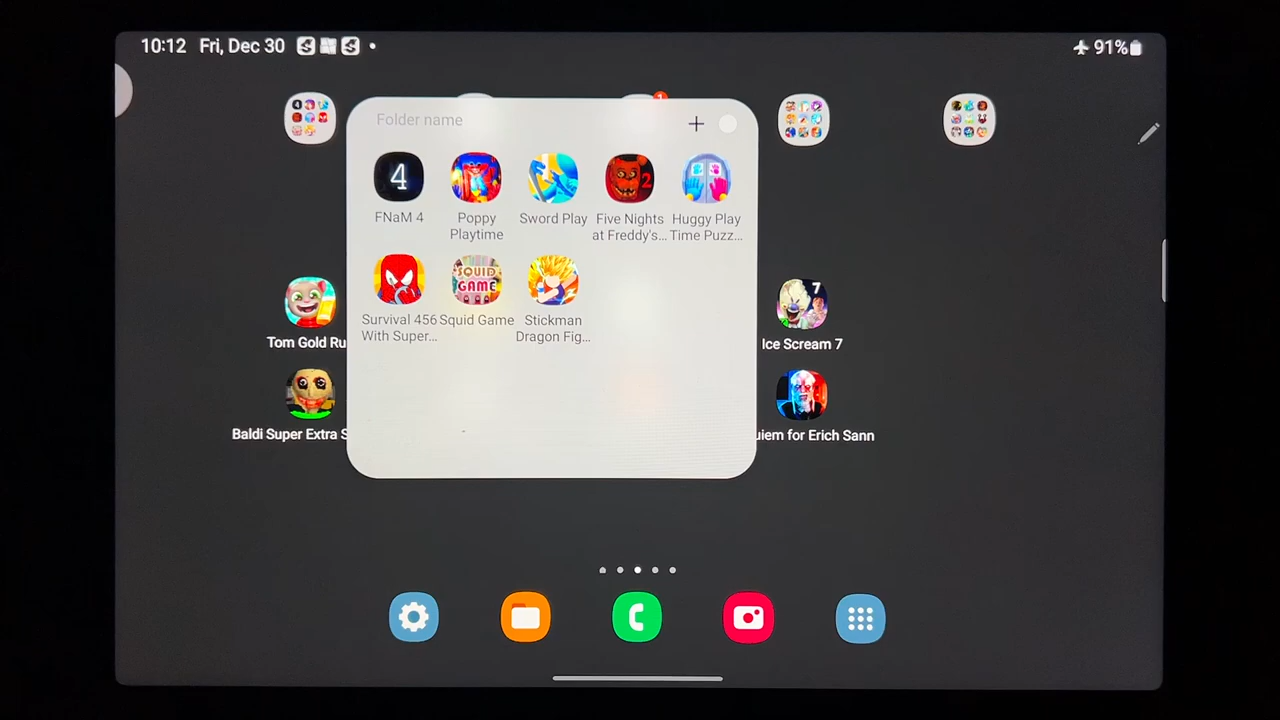 10:12 Fri, Dec 30
91%
1
Folder name
4
FNaM 4
Poppy
Playtime
Sword Play
2
Five Nights
at Freddy's...
Huggy Play
Time Puzz...
Survival 456
With Super...
SQUID
GAME
Squid Game
Stickman
Dragon Fig...
Tom Gold Ru
7
Ice Scream 7
Baldi Super Extra S
uiem for Erich Sann